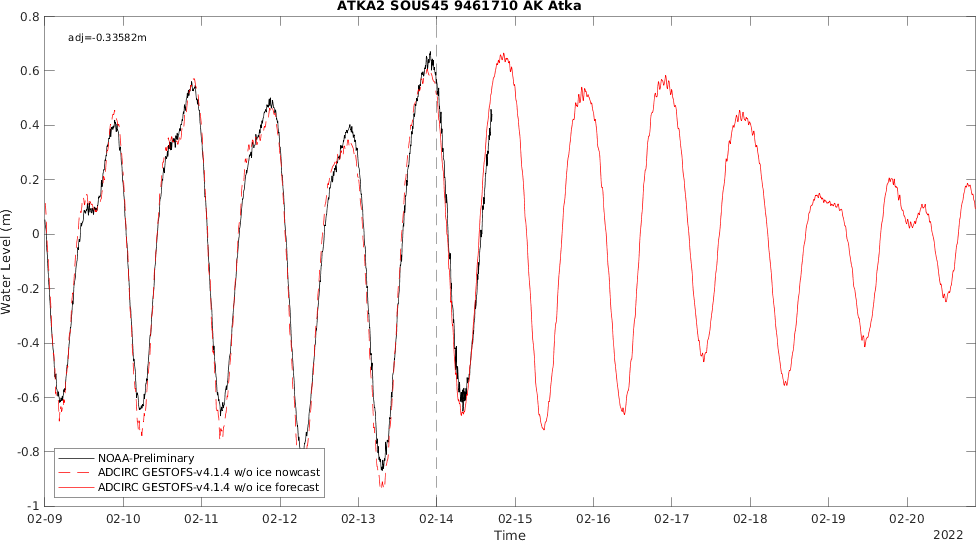 ATKA2 SOUS45 9461710 AK Atka
adj=-0.33582m
0.8
0.6
0.4
0.2
0
-0.2
-0.4
-0.6
-0.8
-1
Water Level (m)
NOAA-Preliminary
ADCIRC GESTOFS-v4.1.4 w/o ice nowcast
ADCIRC GESTOFS-v4.1.4 w/o ice forecast
02-09 02-10 02-11 02-12 02-13 02-14 02-15 02-16 02-17 02-18 02-19 02-20
Time
2022